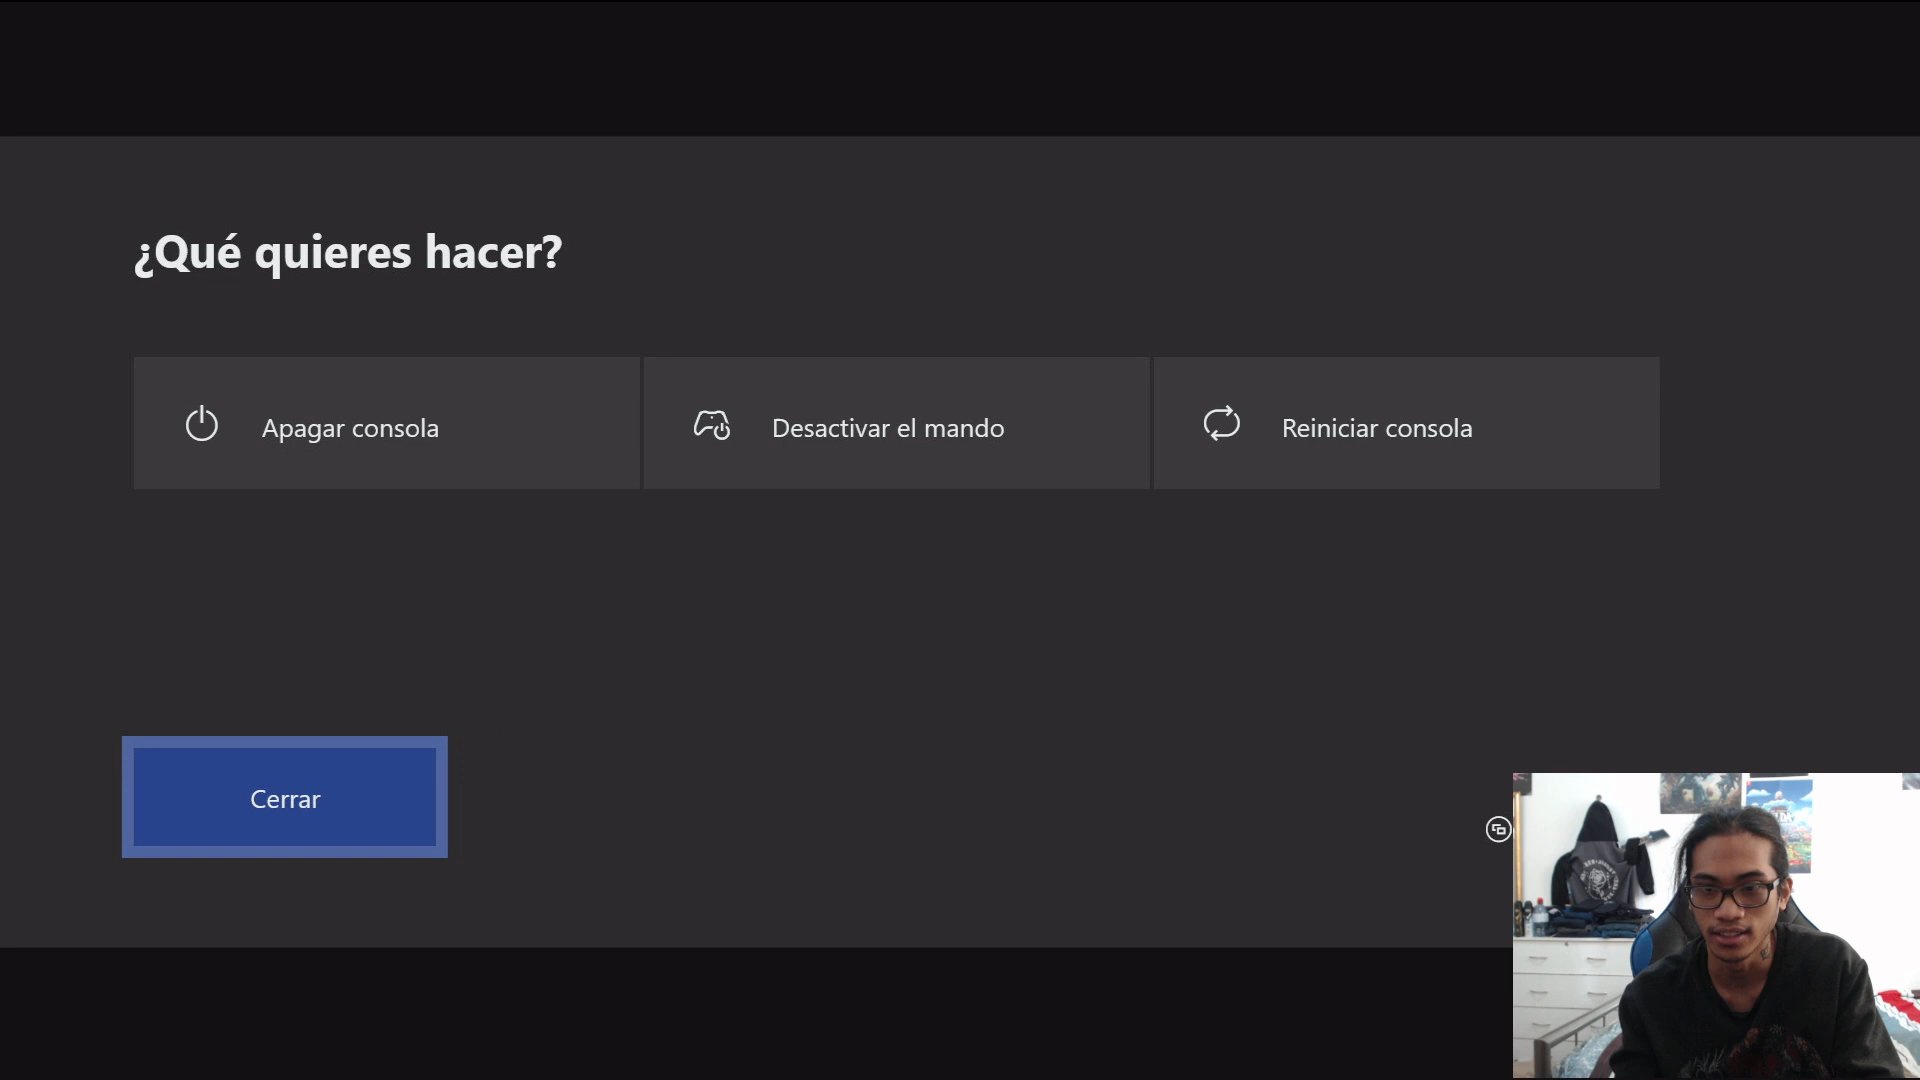 ¿Qué quieres hacer?
Apagar consola
Desactivar el mando
Reiniciar consola
Cerrar